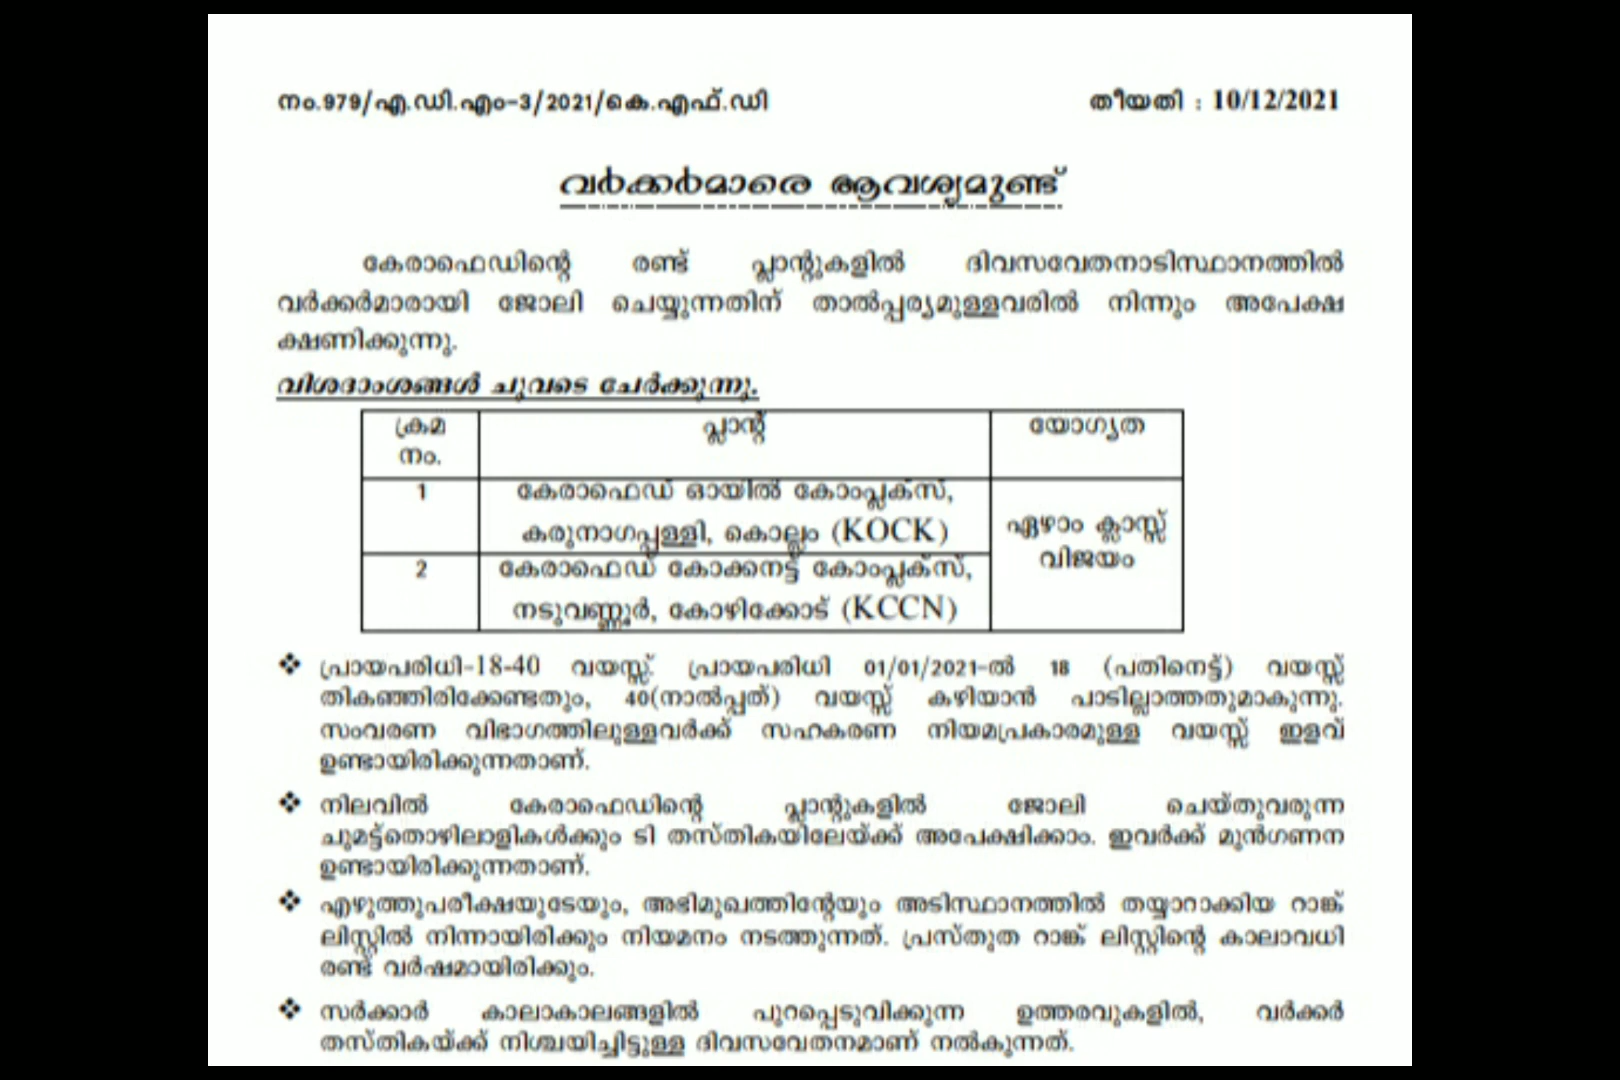 നം.979/എ.ഡി.എം-3/2021/കെ.എഫ്.ഡി തീയതി : 10/12/2021
വർക്കർമാരെ ആവശ്യമുണ്ട്
കേരാഫെഡിന്റെ രണ്ട് പ്ലാന്റുകളിൽ ദിവസവേതനാടിസ്ഥാനത്തിൽ
വർക്കർമാരായി ജോലി ചെയ്യുന്നതിന് താൽപ്പര്യമുള്ളവരിൽ നിന്നും അപേക്ഷ
ക്ഷണിക്കുന്നു.
വിശദാംശങ്ങൾ ചുവടെ ചേർക്കുന്നു.
ക്രമ നം. പ്ലാന്റ് യോഗ്യത
1 കേരാഫെഡ് ഓയിൽ കോംപ്ലക്സ്,
കരുനാഗപ്പള്ളി, കൊല്ലം (KOCK)
2 കേരാഫെഡ് കോക്കനട്ട് കോംപ്ലക്സ്,
നടുവണ്ണൂർ, കോഴിക്കോട് (KCCN)
ഏഴാം ക്ലാസ്സ്
വിജയം
❖ പ്രായപരിധി-18-40 വയസ്സ്. പ്രായപരിധി 01/01/2021-ൽ 18 (പതിനെട്ട്) വയസ്സ്
തികഞ്ഞിരിക്കേണ്ടതും, 40(നാൽപ്പത്) വയസ്സ് കഴിയാൻ പാടില്ലാത്തതുമാകുന്നു.
സംവരണ വിഭാഗത്തിലുള്ളവർക്ക് സഹകരണ നിയമപ്രകാരമുള്ള വയസ്സ് ഇളവ്
ഉണ്ടായിരിക്കുന്നതാണ്.
❖ നിലവിൽ കേരാഫെഡിന്റെ പ്ലാന്റുകളിൽ ജോലി ചെയ്തുവരുന്ന
ചുമട്ട്തൊഴിലാളികൾക്കും ടി തസ്തികയിലേയ്ക്ക് അപേക്ഷിക്കാം. ഇവർക്ക് മുൻഗണന
ഉണ്ടായിരിക്കുന്നതാണ്.
❖ എഴുത്തുപരീക്ഷയുടേയും, അഭിമുഖത്തിന്റേയും അടിസ്ഥാനത്തിൽ തയ്യാറാക്കിയ റാങ്ക്
ലിസ്റ്റിൽ നിന്നായിരിക്കും നിയമനം നടത്തുന്നത്. പ്രസ്തുത റാങ്ക് ലിസ്റ്റിന്റെ കാലാവധി
രണ്ട് വർഷമായിരിക്കും.
❖ സർക്കാർ കാലാകാലങ്ങളിൽ പുറപ്പെടുവിക്കുന്ന ഉത്തരവുകളിൽ, വർക്കർ
തസ്തികയ്ക്ക് നിശ്ചയിച്ചിട്ടുള്ള ദിവസവേതനമാണ് നൽകുന്നത്.